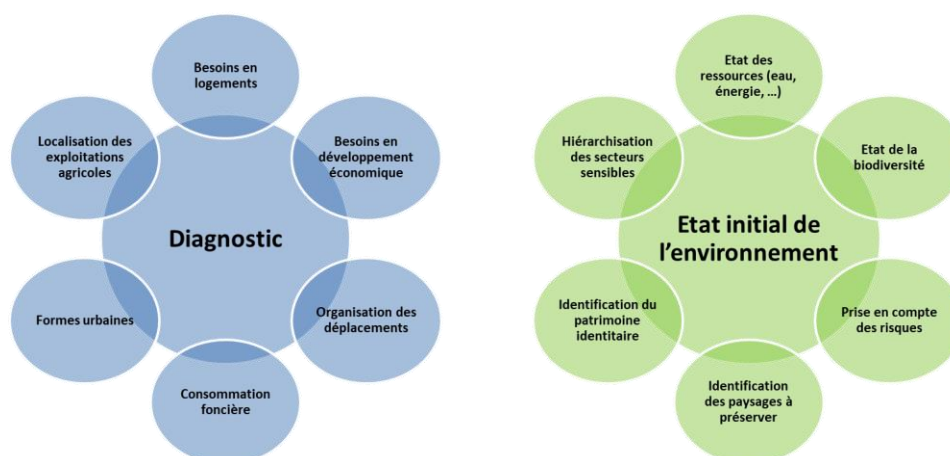 Besoins en
logements
Besoins en
développement
économique
Organisation des
déplacements
Consommation
foncière
Formes urbaines
Localisation des
exploitations
agricoles
Diagnostic
Etat des
ressources (eau,
énergie, ...)
Etat de la
biodiversité
Prise en compte
des risques
Identification
des paysages à
préserver
Identification du
patrimoine
identitaire
Hiérarchisation
des secteurs
sensibles
Etat initial de
l'environnement